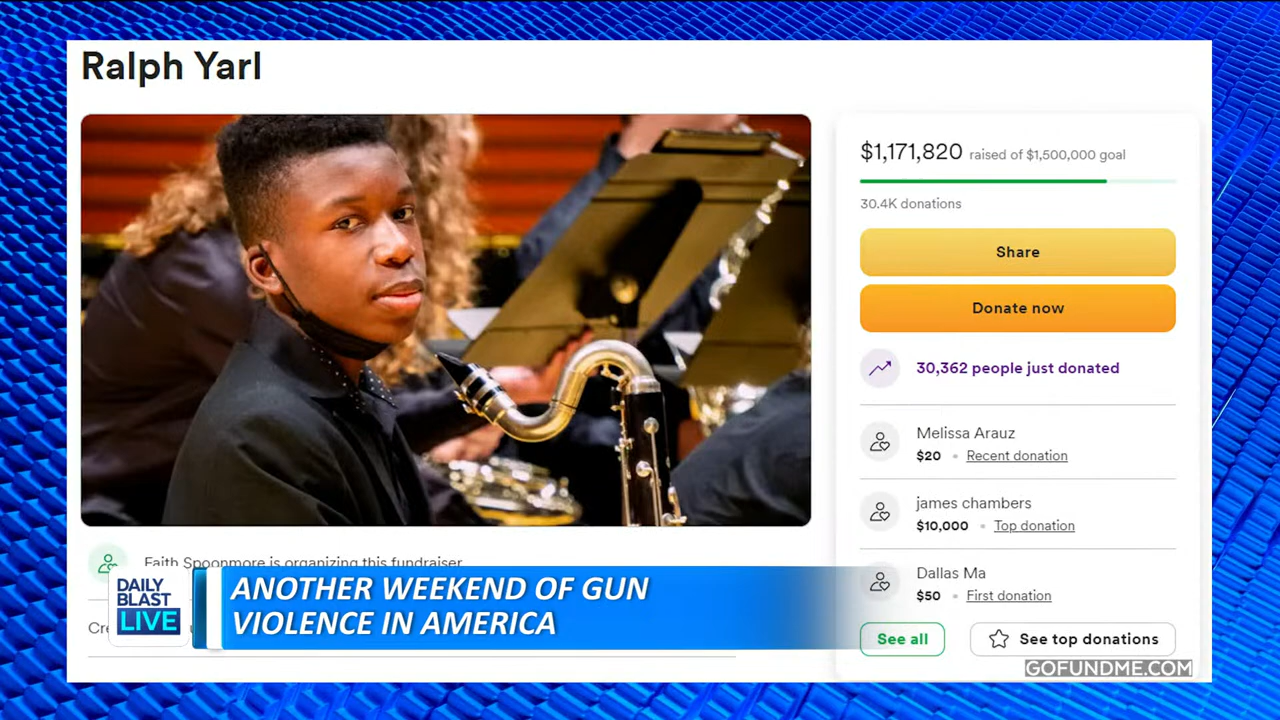 Ralph Yarl
$1,171,820 raised of $1,500,000 goal
30.4K donations
Share
Donate now
30,362 people just donated
Melissa Arauz
$20 • Recent donation
james chambers
$10,000 • Top donation
Dallas Ma
$50 • First donation
See all
See top donations
GOFUNDME.COM
Faith Spoonmore is organizing this fundraiser
DAILY
BLAST
LIVE
ANOTHER WEEKEND OF GUN
VIOLENCE IN AMERICA